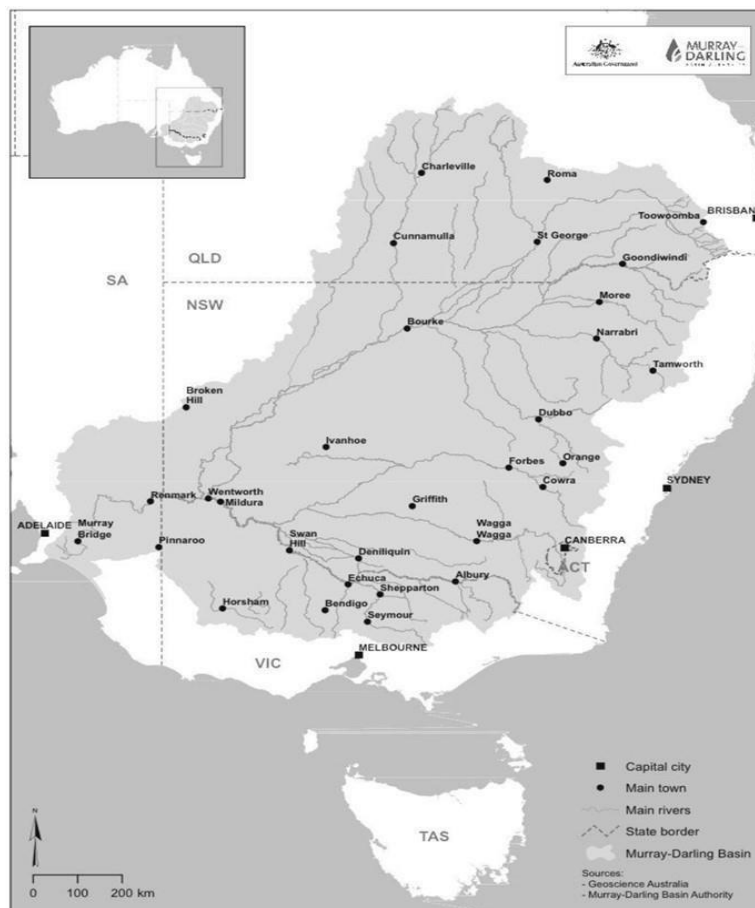 Australian Government
MURRAY
DARLING
Charleville
Roma
BRISBAN
Toowoomba
Cunnamulla
St George
QLD
Goondiwindi
SA
NSW
Moree
Bourke
Narrabri
Tamworth
Broken
Hill
Dubbo
Ivanhoe
Forbes
Orange
Cowra
SYDNEY
Renmark
Wentworth
Mildura
Griffith
ADELAIDE
Murray
Bridge
Pinnaroo
Swan
Hill
Wagga
Wagga
Deniliquin
CANBERRA
ACT
Echuca
Albury
Shepparton
Horsham
Bendigo
Seymour
VIC
MELBOURNE
TAS
Capital city
Main town
Main rivers
State border
Murray-Darling Basin
Sources:
- Geoscience Australia
- Murray-Darling Basin Authority
N
0 100 200 km